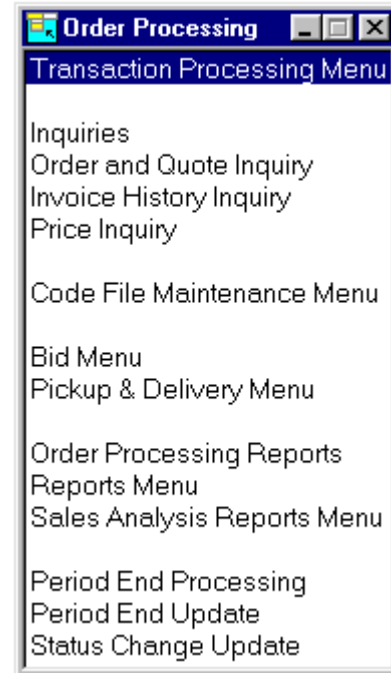 Order Processing
Transaction Processing Menu
Inquiries
Order and Quote Inquiry
Invoice History Inquiry
Price Inquiry
Code File Maintenance Menu
Bid Menu
Pickup & Delivery Menu
Order Processing Reports
Reports Menu
Sales Analysis Reports Menu
Period End Processing
Period End Update
Status Change Update